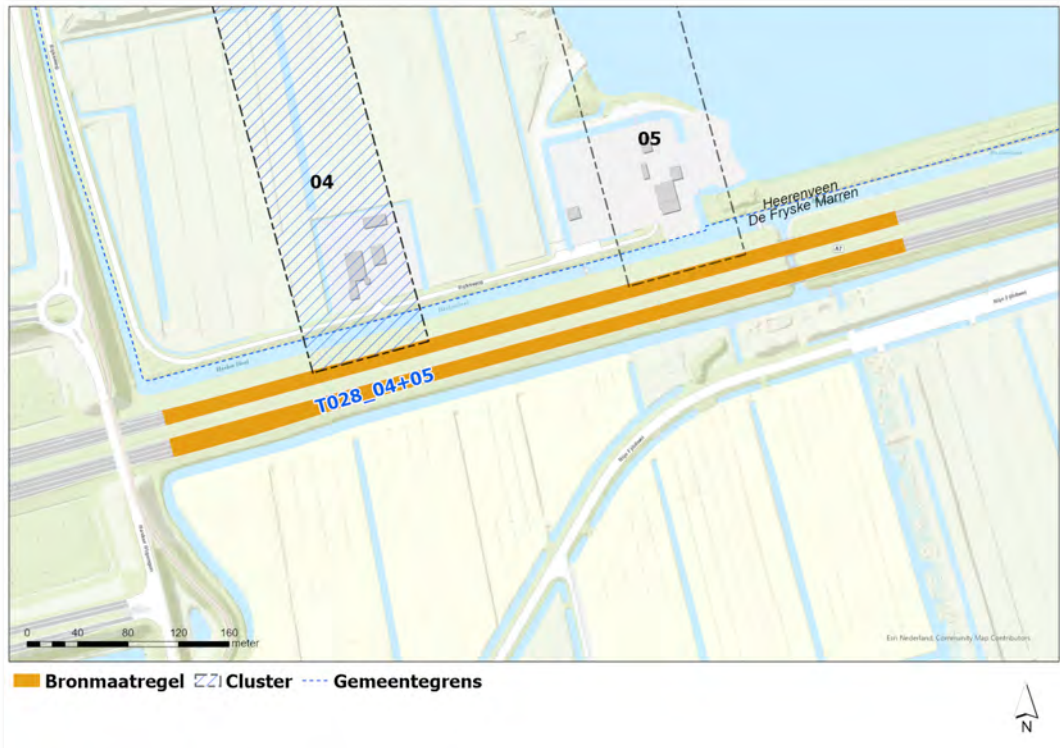 04
05
Heerenveen
De Fryske Marren
A7
T028_04+05
0 40 80 120 160
meter
Esri Nederland, Community Map Contributors
Bronmaatregel Cluster Gemeentegrens
N